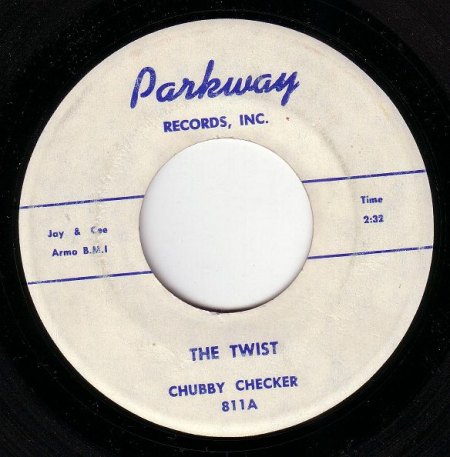 Parkway
RECORDS, INC.
Jay & Cee
Armo B.M.I
Time
2:32
THE TWIST
CHUBBY CHECKER
811A